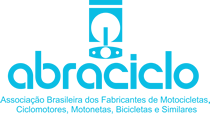 abraciclo
Associação Brasileira dos Fabricantes de Motocicletas,
Ciclomotores, Motonetas, Bicicletas e Similares